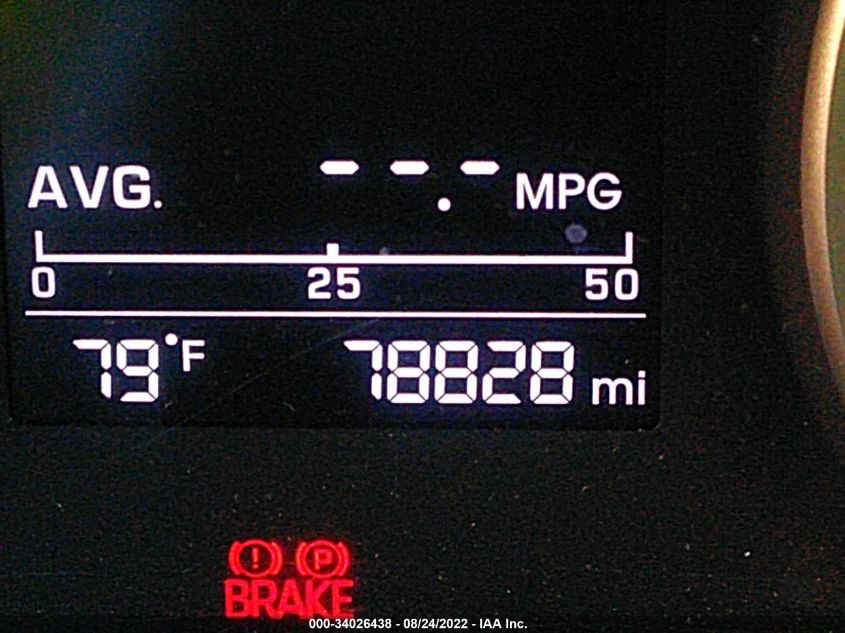 AVG. --.- MPG
0 25 50
79°F 78828 mi
! P
BRAKE
000-34026438 - 08/24/2022 - IAA Inc.